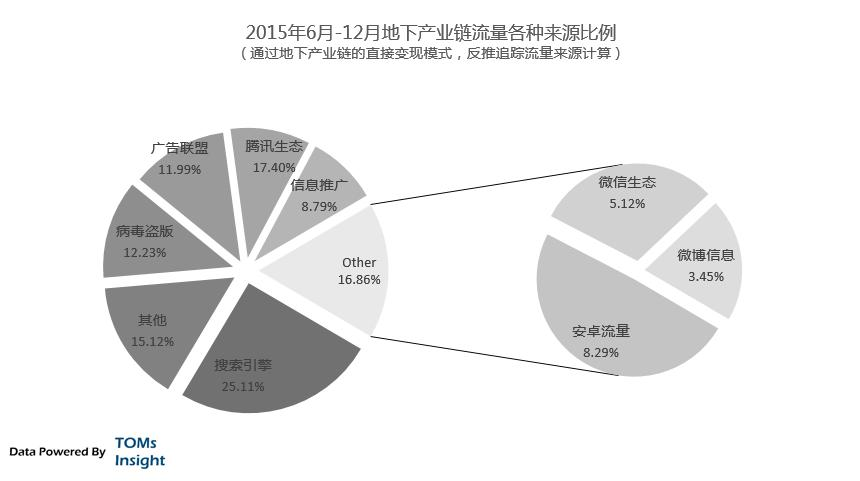 2015年6月-12月地下产业链流量各种来源比例
（通过地下产业链的直接变现模式，反推追踪流量来源计算）
广告联盟
11.99%
腾讯生态
17.40%
信息推广
8.79%
病毒盗版
12.23%
Other
16.86%
其他
15.12%
搜索引擎
25.11%
微信生态
5.12%
微博信息
3.45%
安卓流量
8.29%
Data Powered By
TOMs
Insight